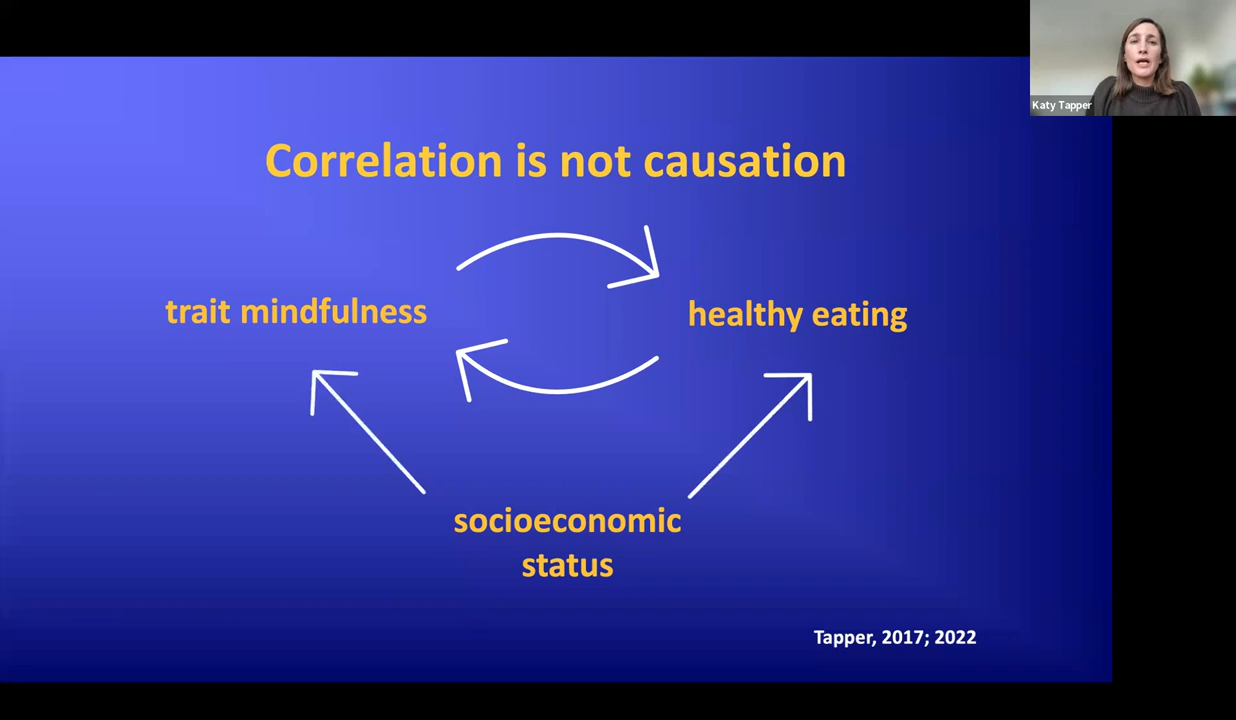 Katy Tapper
Correlation is not causation
trait mindfulness
healthy eating
socioeconomic
status
Tapper, 2017; 2022